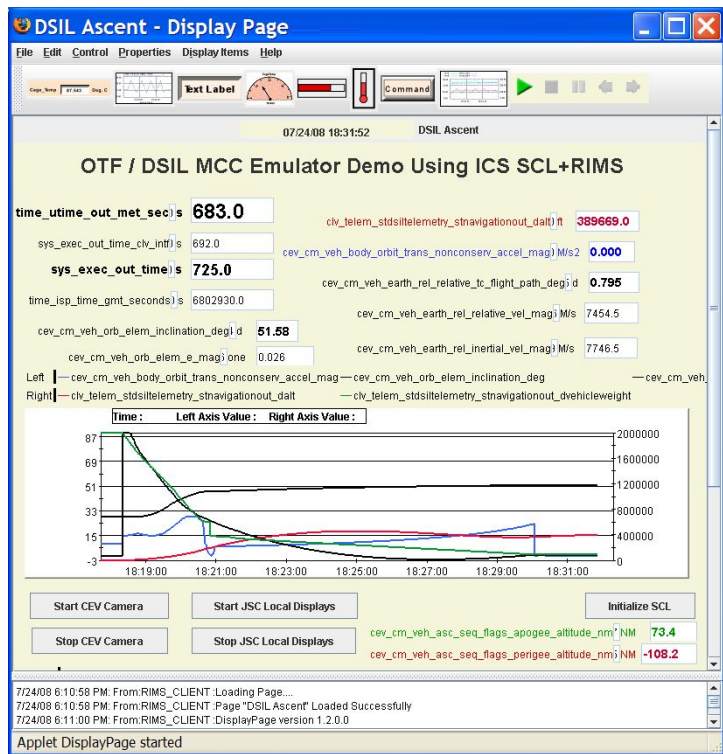 DSIL Ascent - Display Page
File Edit Control Properties Display Items Help
Cage_Temp 97.543 Deg. C Text Label Command
07/24/08 18:31:52 DSIL Ascent
OTF / DSIL MCC Emulator Demo Using ICS SCL+RIMS
time_utime_out_met_sec s 683.0
clv_telem_stdsiltelemetry_stnavigationout_dalt ft 389669.0
sys_exec_out_time_clv_intf s 692.0
cev_cm_veh_body_orbit_trans_nonconserv_accel_mag M/s2 0.000
sys_exec_out_time s 725.0
cev_cm_veh_earth_rel_relative_tc_flight_path_deg d 0.795
time_isp_time_gmt_seconds s 6802930.0
cev_cm_veh_earth_rel_relative_vel_mag M/s 7454.5
cev_cm_veh_orb_elem_inclination_deg d 51.58
cev_cm_veh_earth_rel_inertial_vel_mag M/s 7746.5
cev_cm_veh_orb_elem_e_mag one 0.026
Left cev_cm_veh_body_orbit_trans_nonconserv_accel_mag cev_cm_veh_orb_elem_inclination_deg cev_cm_veh_
Right clv_telem_stdsiltelemetry_stnavigationout_dalt clv_telem_stdsiltelemetry_stnavigationout_dvehicleweight
Time : Left Axis Value : Right Axis Value :
87 2000000
69 1600000
51 1200000
33 800000
15 400000
-3 0
18:19:00 18:21:00 18:23:00 18:25:00 18:27:00 18:29:00 18:31:00
Start CEV Camera Start JSC Local Displays Initialize SCL
Stop CEV Camera Stop JSC Local Displays
cev_cm_veh_asc_seq_flags_apogee_altitude_nm NM 73.4
cev_cm_veh_asc_seq_flags_perigee_altitude_nm NM -108.2
7/24/08 6:10:58 PM: From:RIMS_CLIENT :Loading Page....
7/24/08 6:10:58 PM: From:RIMS_CLIENT :Page "DSIL Ascent" Loaded Successfully
7/24/08 6:11:00 PM: From:RIMS_CLIENT :DisplayPage version 1.2.0.0
Applet DisplayPage started